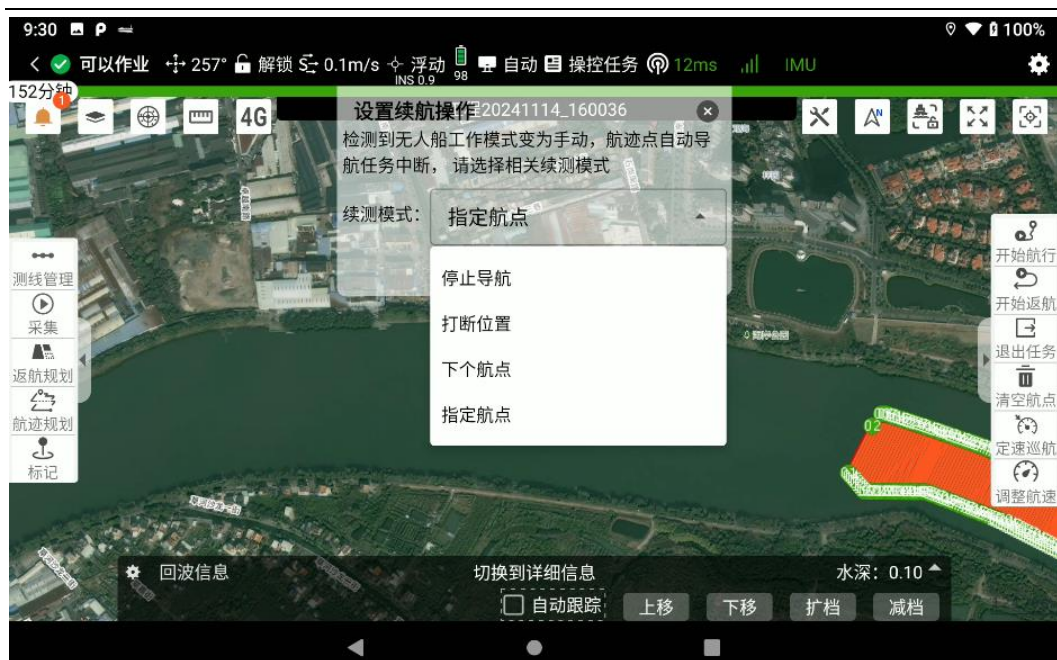 9:30 P 100%
可以作业 257° 解锁 0.1m/s 浮动 98 自动 操控任务 12ms IMU
INS 0.9
152分钟
1
4G
设置续航操作 20241114_160036
N
检测到无人船工作模式变为手动，航迹点自动导
航任务中断， 请选择相关续测模式
续测模式： 指定航点
停止导航
打断位置
下个航点
指定航点
测线管理
采集
返航规划
航迹规划
标记
开始航行
开始返航
退出任务
清空航点
定速巡航
调整航速
02
回波信息 切换到详细信息 水深：0.10
自动跟踪 上移 下移 扩档 减档